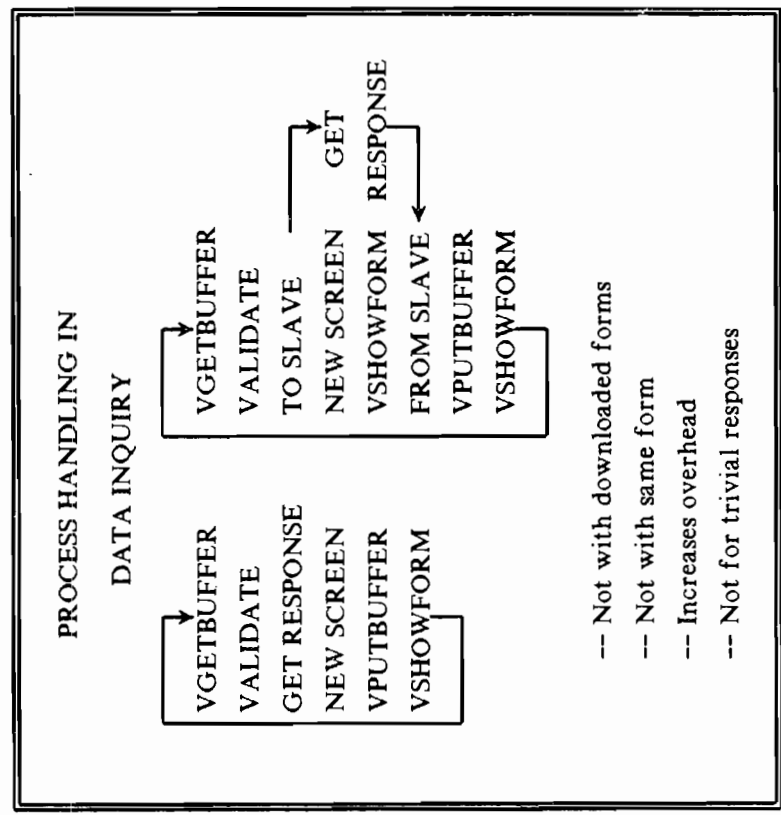 PROCESS HANDLING IN
DATA INQUIRY
VGETBUFFER
VALIDATE
GET RESPONSE
NEW SCREEN
VPUTBUFFER
VSHOWFORM
VGETBUFFER
VALIDATE
TO SLAVE
NEW SCREEN
VSHOWFORM
FROM SLAVE
VPUTBUFFER
VSHOWFORM
GET
RESPONSE
-- Not with downloaded forms
-- Not with same form
-- Increases overhead
-- Not for trivial responses